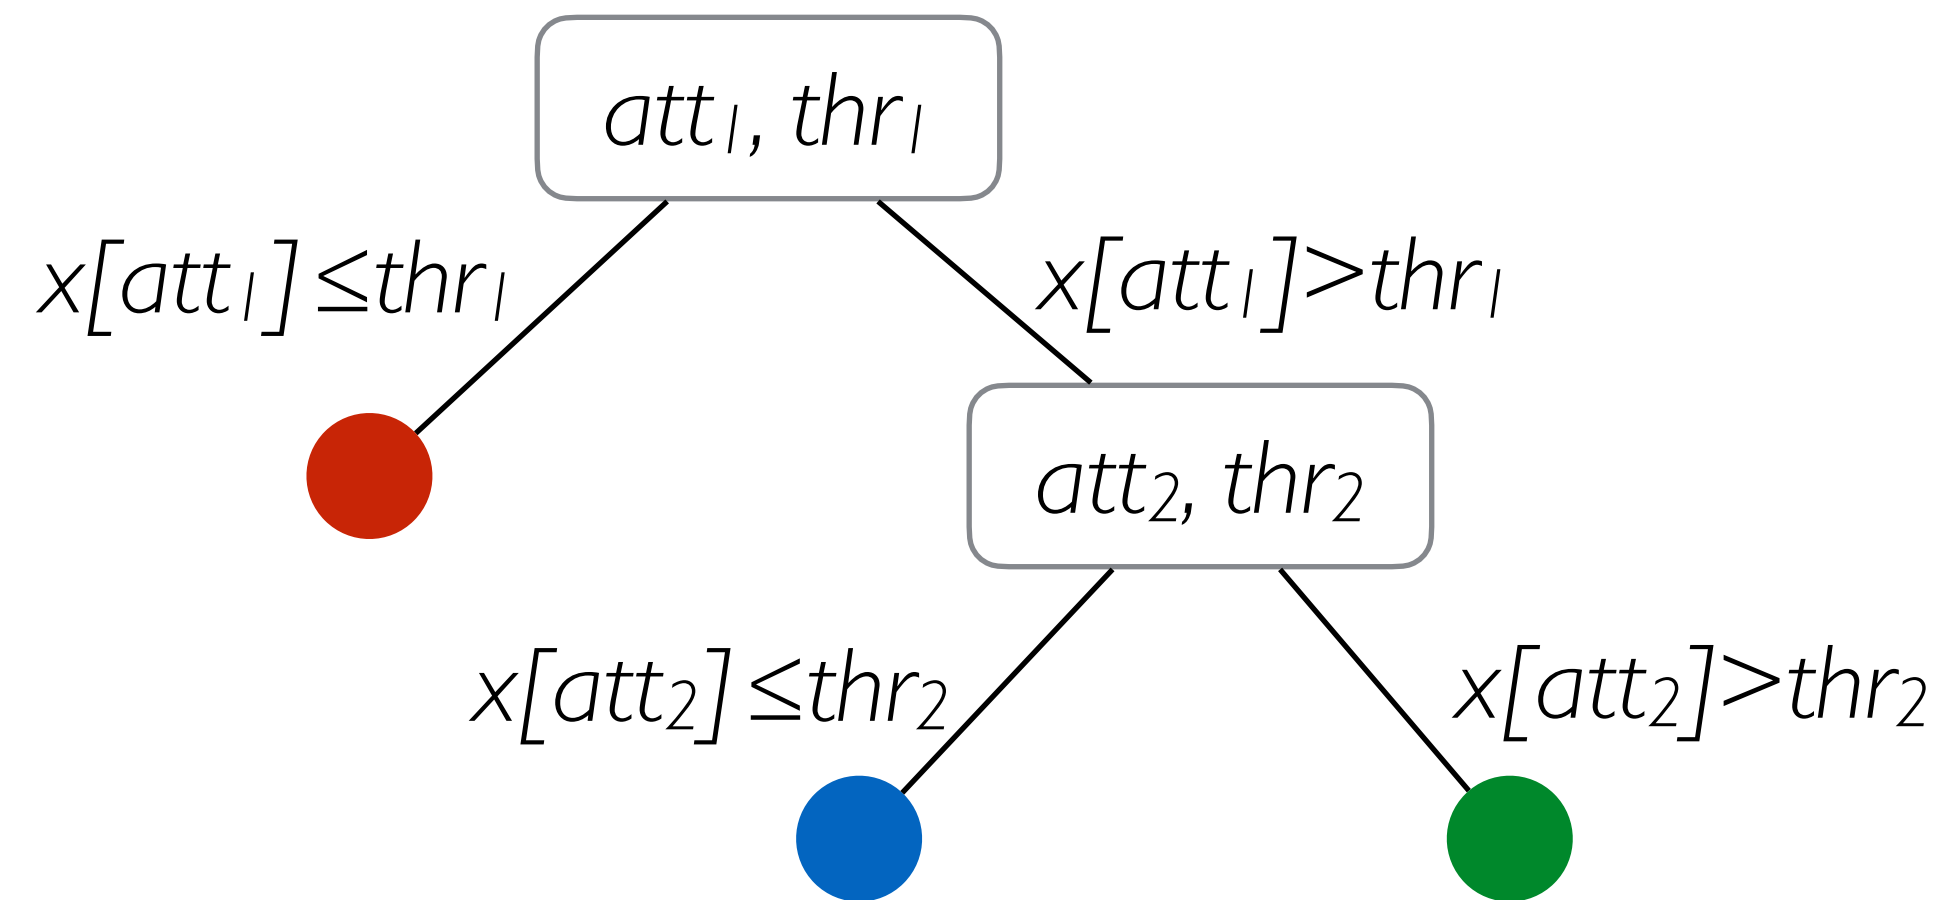 att₁, thr₁
x[att₁]≤thr₁
x[att₁]>thr₁
att₂, thr₂
x[att₂]≤thr₂
x[att₂]>thr₂